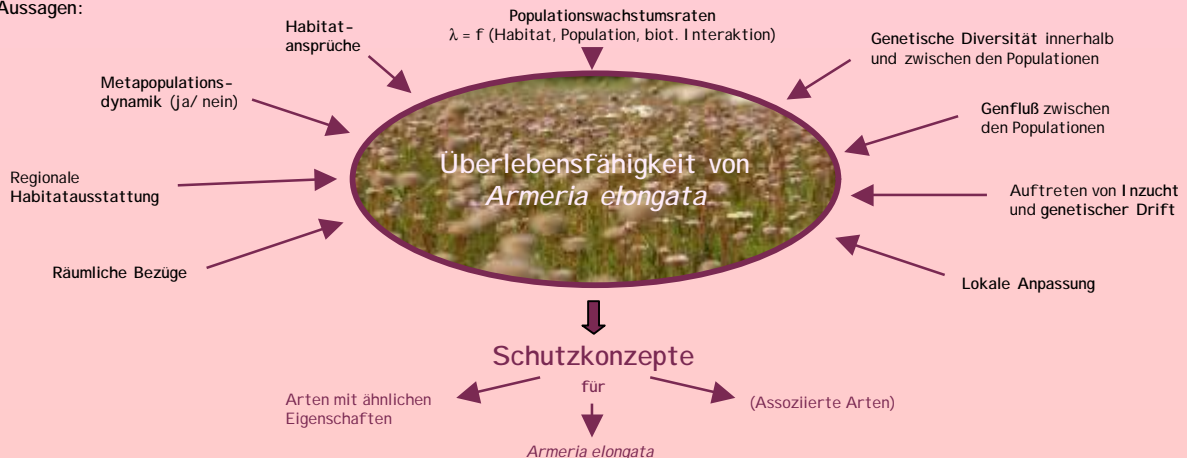 Aussagen:
Habitat-
ansprüche
Populationswachstumsraten
λ = f (Habitat, Population, biot. Interaktion)
Genetische Diversität innerhalb
und zwischen den Populationen
Metapopulations-
dynamik (ja/ nein)
Genfluß zwischen
den Populationen
Überlebensfähigkeit von
Armeria elongata
Regionale
Habitatausstattung
Auftreten von Inzucht
und genetischer Drift
Räumliche Bezüge
Lokale Anpassung
Schutzkonzepte
für
Arten mit ähnlichen
Eigenschaften
(Assoziierte Arten)
Armeria elongata